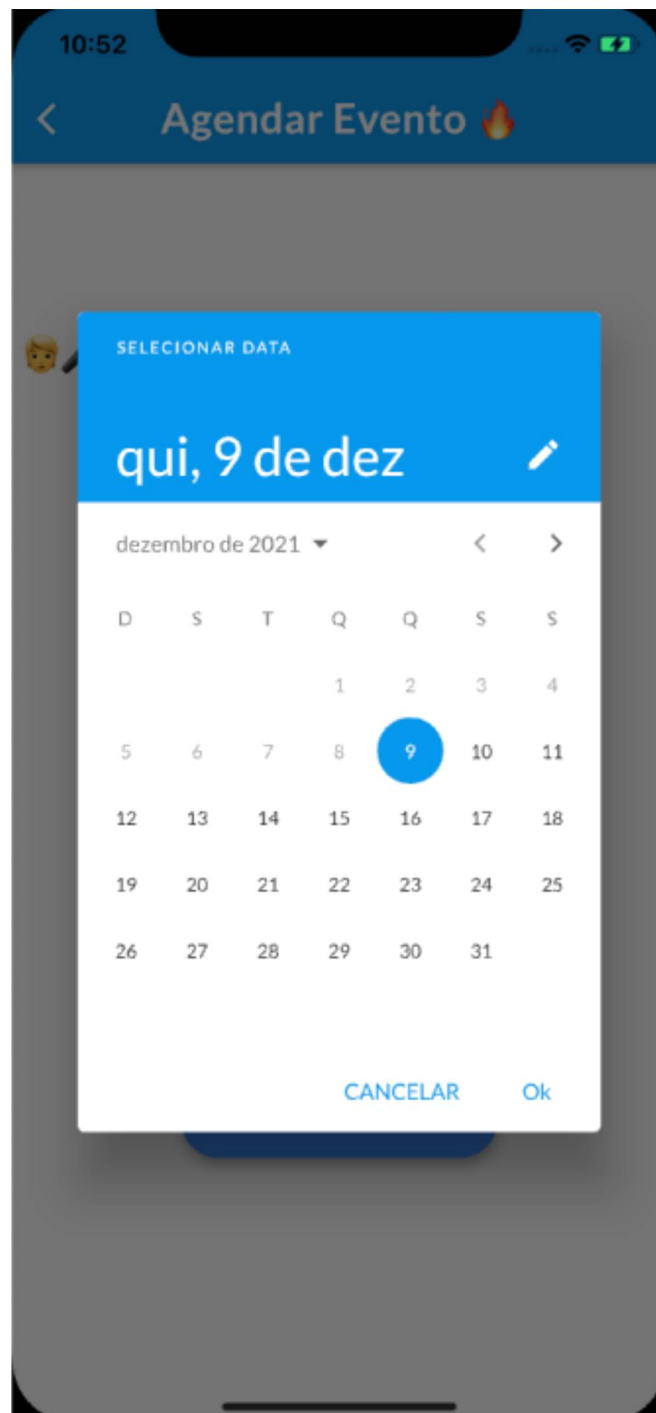 10:52
Agendar Evento 🔥
SELECIONAR DATA
qui, 9 de dez
dezembro de 2021
D S T Q Q S S
1 2 3 4
5 6 7 8 9 10 11
12 13 14 15 16 17 18
19 20 21 22 23 24 25
26 27 28 29 30 31
CANCELAR Ok